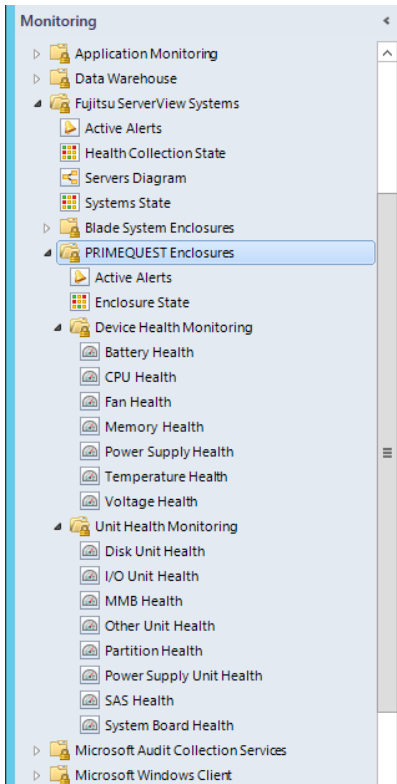 Monitoring
Application Monitoring
Data Warehouse
Fujitsu ServerView Systems
Active Alerts
Health Collection State
Servers Diagram
Systems State
Blade System Enclosures
PRIMEQUEST Enclosures
Active Alerts
Enclosure State
Device Health Monitoring
Battery Health
CPU Health
Fan Health
Memory Health
Power Supply Health
Temperature Health
Voltage Health
Unit Health Monitoring
Disk Unit Health
I/O Unit Health
MMB Health
Other Unit Health
Partition Health
Power Supply Unit Health
SAS Health
System Board Health
Microsoft Audit Collection Services
Microsoft Windows Client